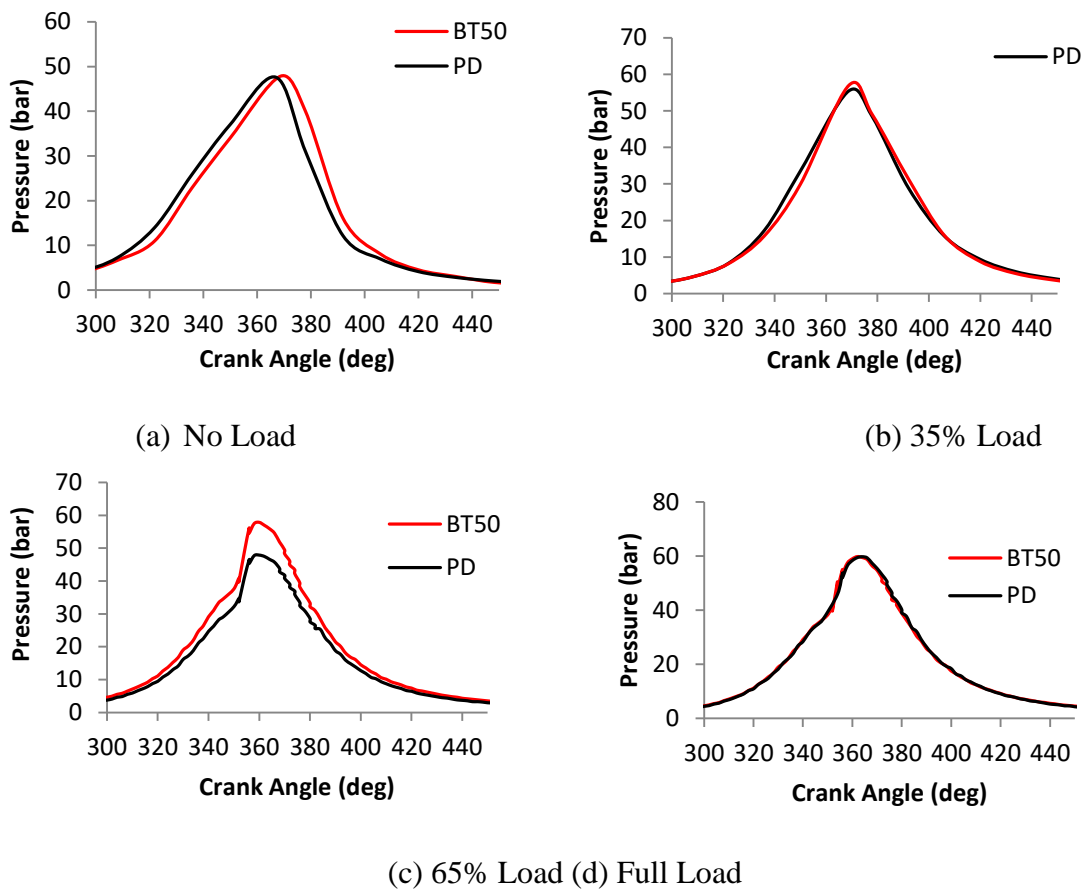 60
50
40
30
20
10
0
Pressure (bar)
300 320 340 360 380 400 420 440
Crank Angle (deg)
BT50
PD
(a) No Load
70
60
50
40
30
20
10
0
Pressure (bar)
300 320 340 360 380 400 420 440
Crank Angle (deg)
PD
(b) 35% Load
70
60
50
40
30
20
10
0
Pressure (bar)
300 320 340 360 380 400 420 440
Crank Angle (deg)
BT50
PD
80
60
40
20
0
Pressure (bar)
300 320 340 360 380 400 420 440
Crank Angle (deg)
BT50
PD
(c) 65% Load (d) Full Load